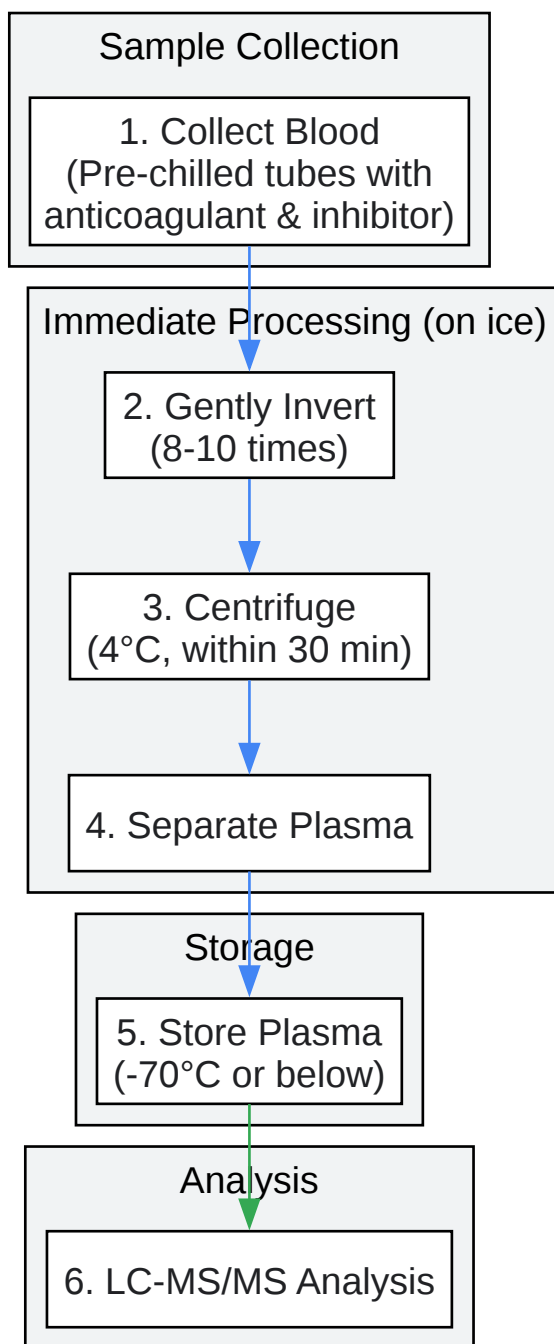 Sample Collection
1. Collect Blood
(Pre-chilled tubes with
anticoagulant & inhibitor)
Immediate Processing (on ice)
2. Gently Invert
(8-10 times)
3. Centrifuge
(4°C, within 30 min)
4. Separate Plasma
Storage
5. Store Plasma
(-70°C or below)
Analysis
6. LC-MS/MS Analysis